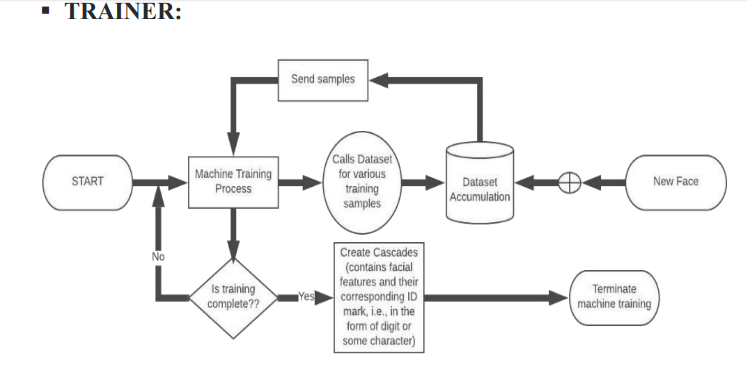 ▪ TRAINER:
Send samples
START
Machine Training
Process
Calls Dataset
for various
training
samples
Dataset
Accumulation
New Face
No
Is training
complete??
Yes
Create Cascades
(contains facial
features and their
corresponding ID
mark, i.e., in the
form of digit or
some character)
Terminate
machine training